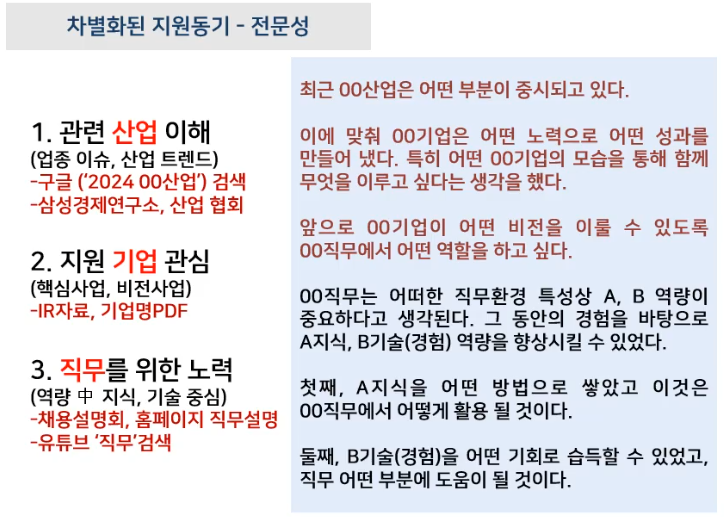 차별화된 지원동기 - 전문성
1. 관련 산업 이해
(업종 이슈, 산업 트렌드)
-구글 ('2024 00산업') 검색
-삼성경제연구소, 산업 협회
2. 지원 기업 관심
(핵심사업, 비전사업)
-IR자료, 기업명PDF
3. 직무를 위한 노력
(역량 中 지식, 기술 중심)
-채용설명회, 홈페이지 직무설명
-유튜브 '직무'검색
최근 00산업은 어떤 부분이 중시되고 있다.
이에 맞춰 00기업은 어떤 노력으로 어떤 성과를
만들어 냈다. 특히 어떤 00기업의 모습을 통해 함께
무엇을 이루고 싶다는 생각을 했다.
앞으로 00기업이 어떤 비전을 이룰 수 있도록
00직무에서 어떤 역할을 하고 싶다.
00직무는 어떠한 직무환경 특성상 A, B 역량이
중요하다고 생각된다. 그 동안의 경험을 바탕으로
A지식, B기술(경험) 역량을 향상시킬 수 있었다.
첫째, A지식을 어떤 방법으로 쌓았고 이것은
00직무에서 어떻게 활용 될 것이다.
둘째, B기술(경험)을 어떤 기회로 습득할 수 있었고,
직무 어떤 부분에 도움이 될 것이다.